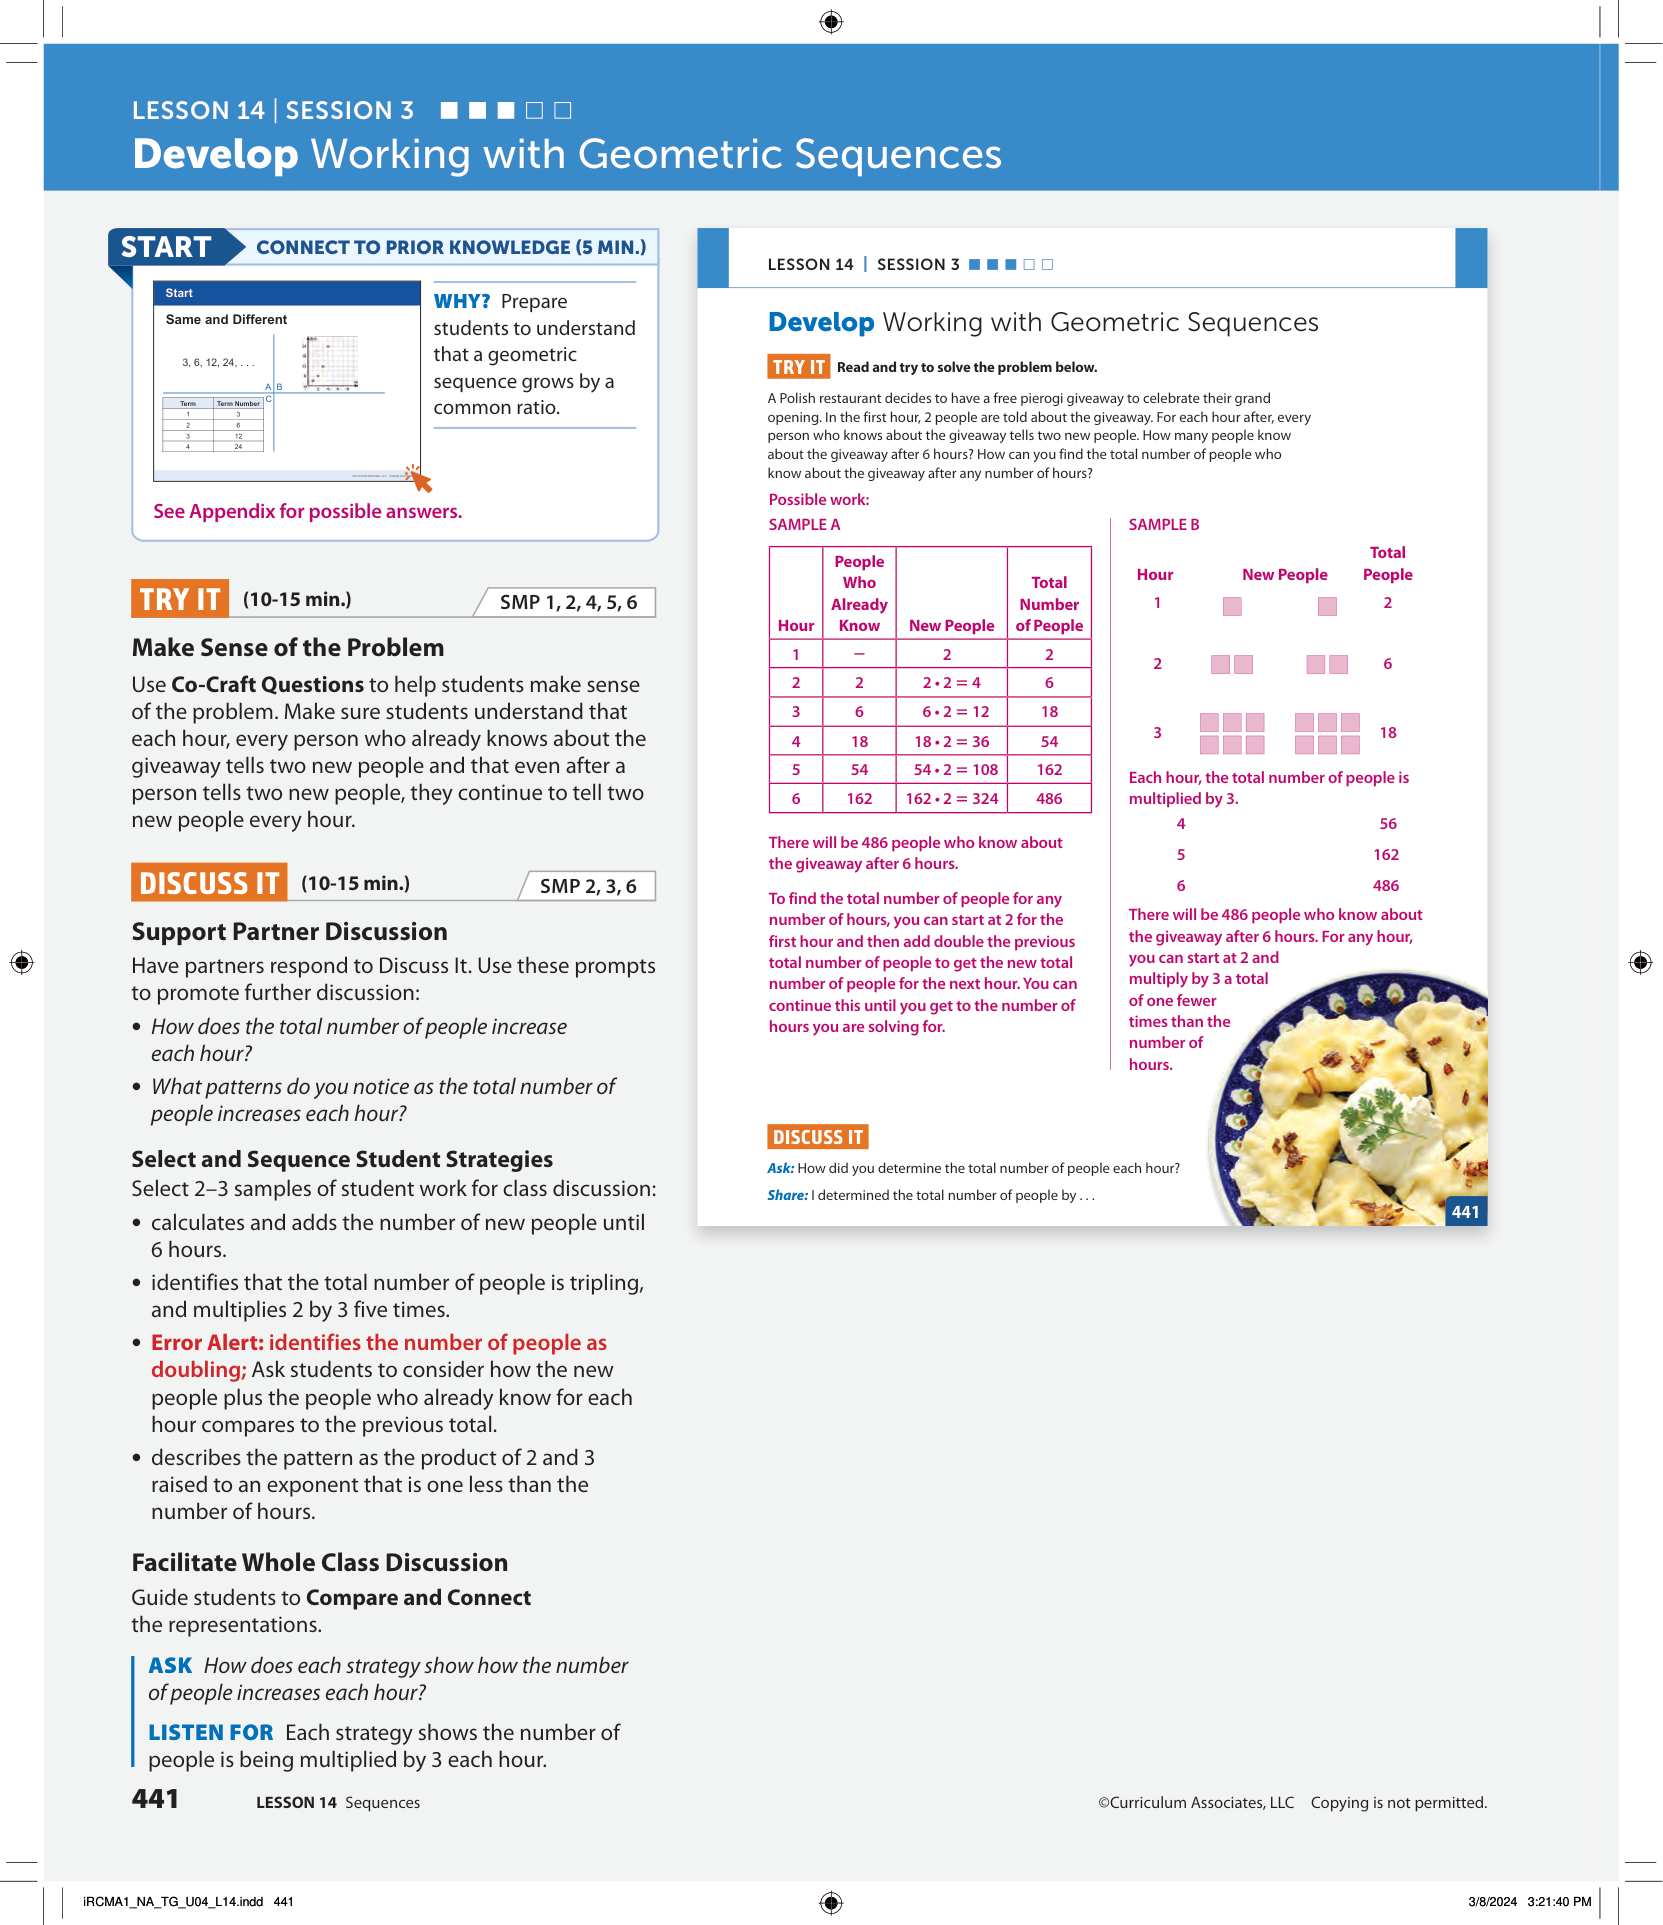 LESSON 14 | SESSION 3
Develop Working with Geometric Sequences
START CONNECT TO PRIOR KNOWLEDGE (5 MIN.)
Start
Same and Different
3, 6, 12, 24, . . .
A B
C
Term Term Number
1 3
2 6
3 12
4 24
WHY? Prepare
students to understand
that a geometric
sequence grows by a
common ratio.
See Appendix for possible answers.
TRY IT (10-15 min.) SMP 1, 2, 4, 5, 6
Make Sense of the Problem
Use Co-Craft Questions to help students make sense
of the problem. Make sure students understand that
each hour, every person who already knows about the
giveaway tells two new people and that even after a
person tells two new people, they continue to tell two
new people every hour.
DISCUSS IT (10-15 min.) SMP 2, 3, 6
Support Partner Discussion
Have partners respond to Discuss It. Use these prompts
to promote further discussion:
• How does the total number of people increase
each hour?
• What patterns do you notice as the total number of
people increases each hour?
Select and Sequence Student Strategies
Select 2–3 samples of student work for class discussion:
• calculates and adds the number of new people until
6 hours.
• identifies that the total number of people is tripling,
and multiplies 2 by 3 five times.
• Error Alert: identifies the number of people as
doubling; Ask students to consider how the new
people plus the people who already know for each
hour compares to the previous total.
• describes the pattern as the product of 2 and 3
raised to an exponent that is one less than the
number of hours.
Facilitate Whole Class Discussion
Guide students to Compare and Connect
the representations.
ASK How does each strategy show how the number
of people increases each hour?
LISTEN FOR Each strategy shows the number of
people is being multiplied by 3 each hour.
LESSON 14 | SESSION 3
Develop Working with Geometric Sequences
TRY IT Read and try to solve the problem below.
A Polish restaurant decides to have a free pierogi giveaway to celebrate their grand
opening. In the first hour, 2 people are told about the giveaway. For each hour after, every
person who knows about the giveaway tells two new people. How many people know
about the giveaway after 6 hours? How can you find the total number of people who
know about the giveaway after any number of hours?
Possible work:
SAMPLE A
Hour People Who Already Know New People Total Number of People
1 — 2 2
2 2 2 • 2 = 4 6
3 6 6 • 2 = 12 18
4 18 18 • 2 = 36 54
5 54 54 • 2 = 108 162
6 162 162 • 2 = 324 486
There will be 486 people who know about
the giveaway after 6 hours.
To find the total number of people for any
number of hours, you can start at 2 for the
first hour and then add double the previous
total number of people to get the new total
number of people for the next hour. You can
continue this until you get to the number of
hours you are solving for.
SAMPLE B
Hour New People Total People
1 2
2 6
3 18
Each hour, the total number of people is
multiplied by 3.
4 56
5 162
6 486
There will be 486 people who know about
the giveaway after 6 hours. For any hour,
you can start at 2 and
multiply by 3 a total
of one fewer
times than the
number of
hours.
DISCUSS IT
Ask: How did you determine the total number of people each hour?
Share: I determined the total number of people by . . .
441
441 LESSON 14 Sequences
©Curriculum Associates, LLC Copying is not permitted.
iRCMA1_NA_TG_U04_L14.indd 441
3/8/2024 3:21:40 PM